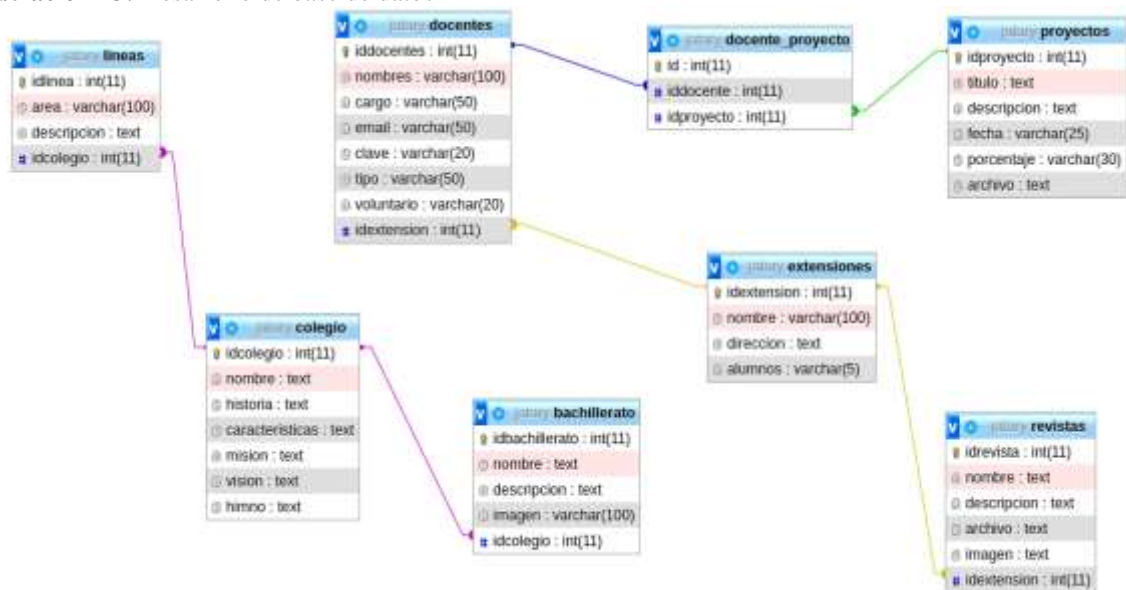 lineas
idlinea : int(11)
area : varchar(100)
descripcion : text
idcolegio : int(11)
docentes
iddocentes : int(11)
nombres : varchar(100)
cargo : varchar(50)
email : varchar(50)
clave : varchar(20)
tipo : varchar(50)
voluntario : varchar(20)
idextension : int(11)
docente_proyecto
id : int(11)
iddocente : int(11)
idproyecto : int(11)
proyectos
idproyecto : int(11)
titulo : text
descripcion : text
fecha : varchar(25)
porcentaje : varchar(30)
archivo : text
extensiones
idextension : int(11)
nombre : varchar(100)
direccion : text
alumnos : varchar(5)
colegio
idcolegio : int(11)
nombre : text
historia : text
caracteristicas : text
mision : text
vision : text
himno : text
bachillerato
idbachillerato : int(11)
nombre : text
descripcion : text
imagen : varchar(100)
idcolegio : int(11)
revistas
idrevista : int(11)
nombre : text
descripcion : text
archivo : text
imagen : text
idextension : int(11)